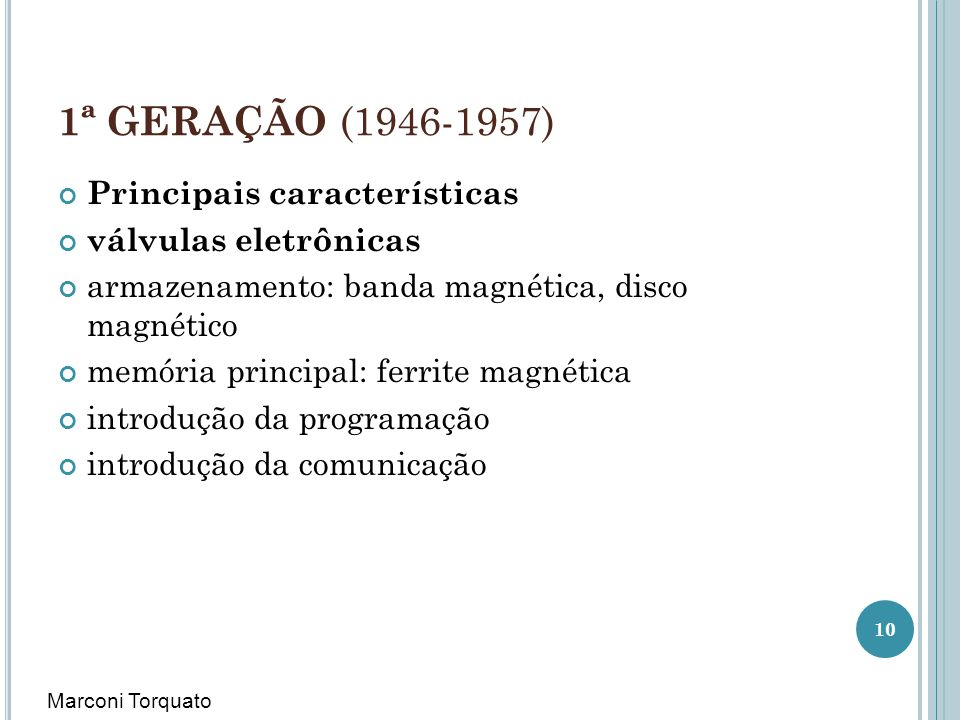 1ª GERAÇÃO (1946-1957)
Principais características
válvulas eletrônicas
armazenamento: banda magnética, disco
magnético
memória principal: ferrite magnética
introdução da programação
introdução da comunicação
10
Marconi Torquato